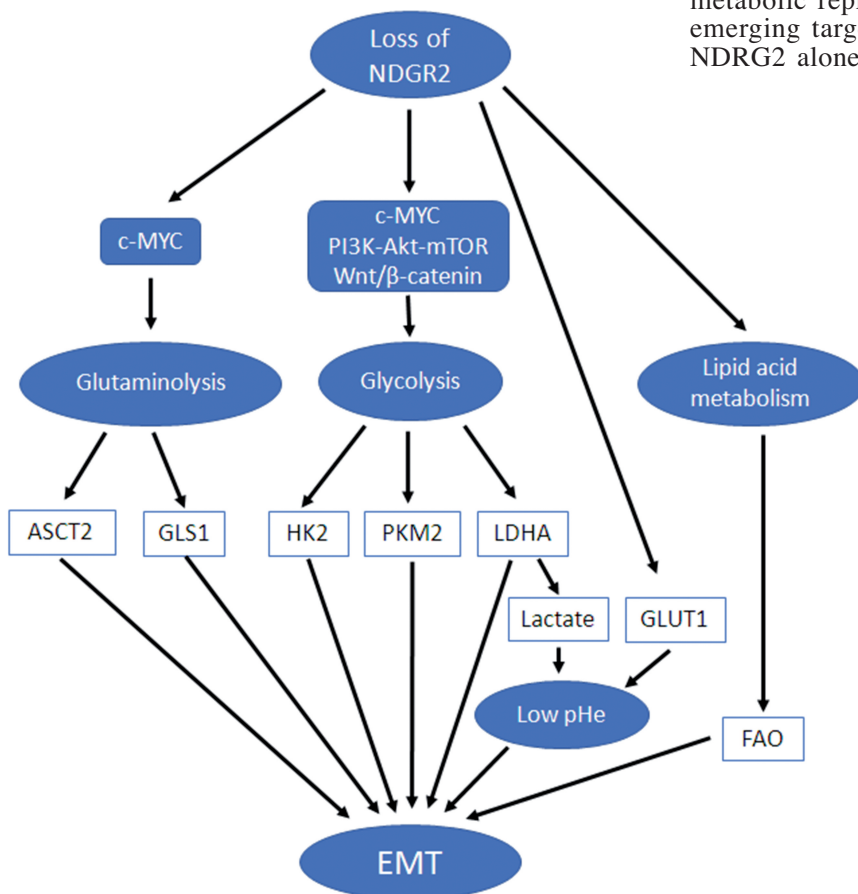 metabolic repr
emerging targ
NDRG2 alone
Loss of
NDGR2
c-MYC
c-MYC
PI3K-Akt-mTOR
Wnt/β-catenin
Glutaminolysis
Glycolysis
Lipid acid
metabolism
ASCT2
GLS1
HK2
PKM2
LDHA
Lactate
GLUT1
Low pHe
FAO
EMT